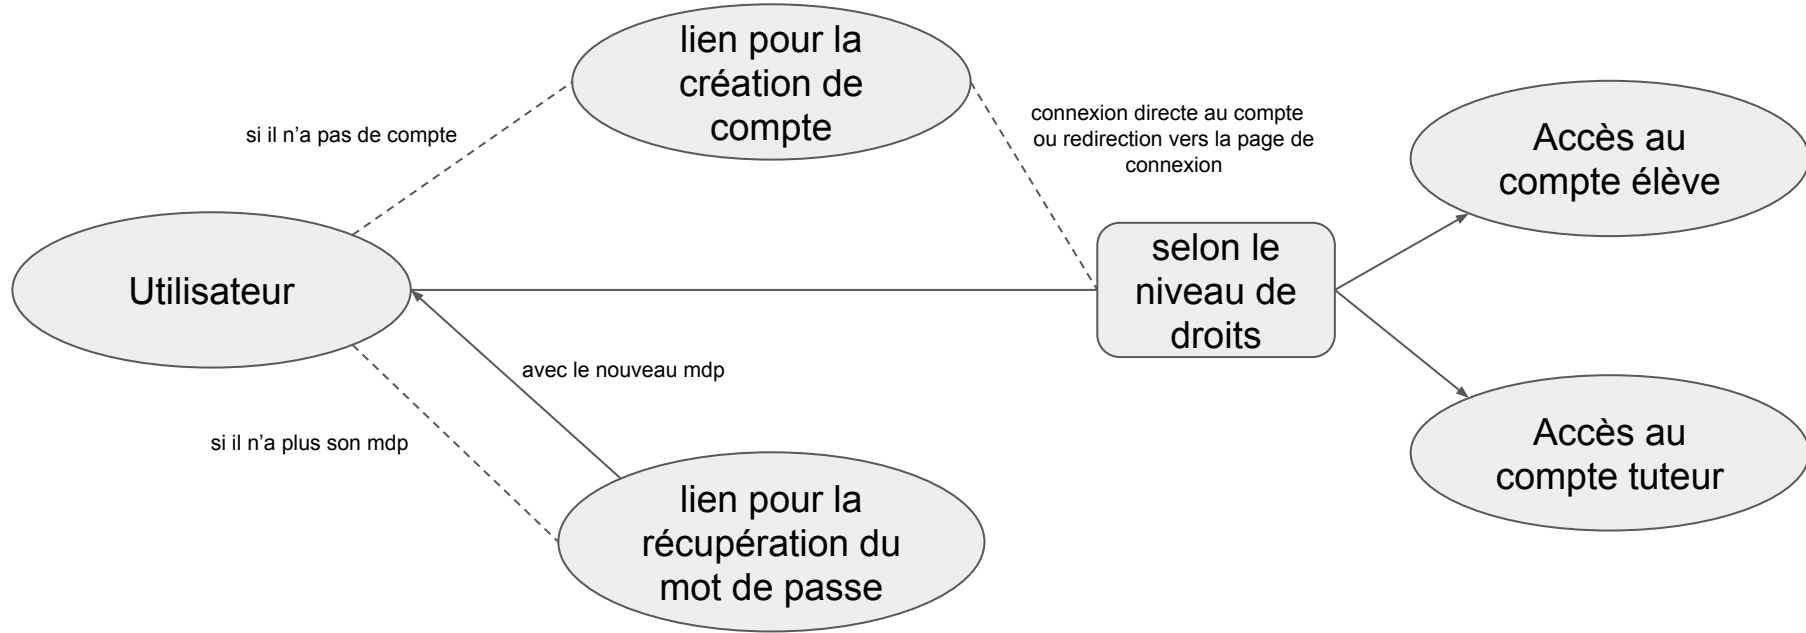 lien pour la
création de
compte
si il n'a pas de compte
connexion directe au compte
ou redirection vers la page de
connexion
Accès au
compte élève
Utilisateur
selon le
niveau de
droits
avec le nouveau mdp
si il n'a plus son mdp
Accès au
compte tuteur
lien pour la
récupération du
mot de passe